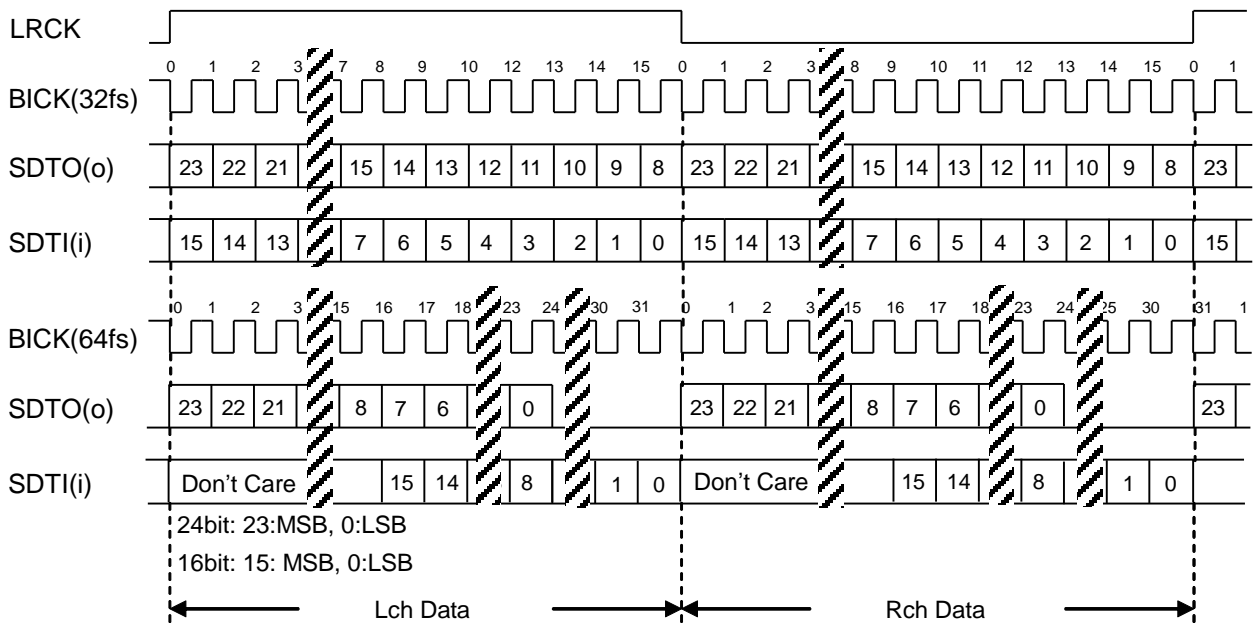 LRCK
0 1 2 3 7 8 9 10 12 13 14 15 0 1 2 3 8 9 10 11 12 13 14 15 0 1
BICK(32fs)
SDTO(o) 23 22 21 15 14 13 12 11 10 9 8 23 22 21 15 14 13 12 11 10 9 8 23
SDTI(i) 15 14 13 7 6 5 4 3 2 1 0 15 14 13 7 6 5 4 3 2 1 0 15
0 1 2 3 15 16 17 18 23 24 30 31 0 1 2 3 15 16 17 18 23 24 25 30 31 1
BICK(64fs)
SDTO(o) 23 22 21 8 7 6 0 23 22 21 8 7 6 0 23
SDTI(i) Don't Care 15 14 8 1 0 Don't Care 15 14 8 1 0
24bit: 23:MSB, 0:LSB
16bit: 15: MSB, 0:LSB
Lch Data Rch Data